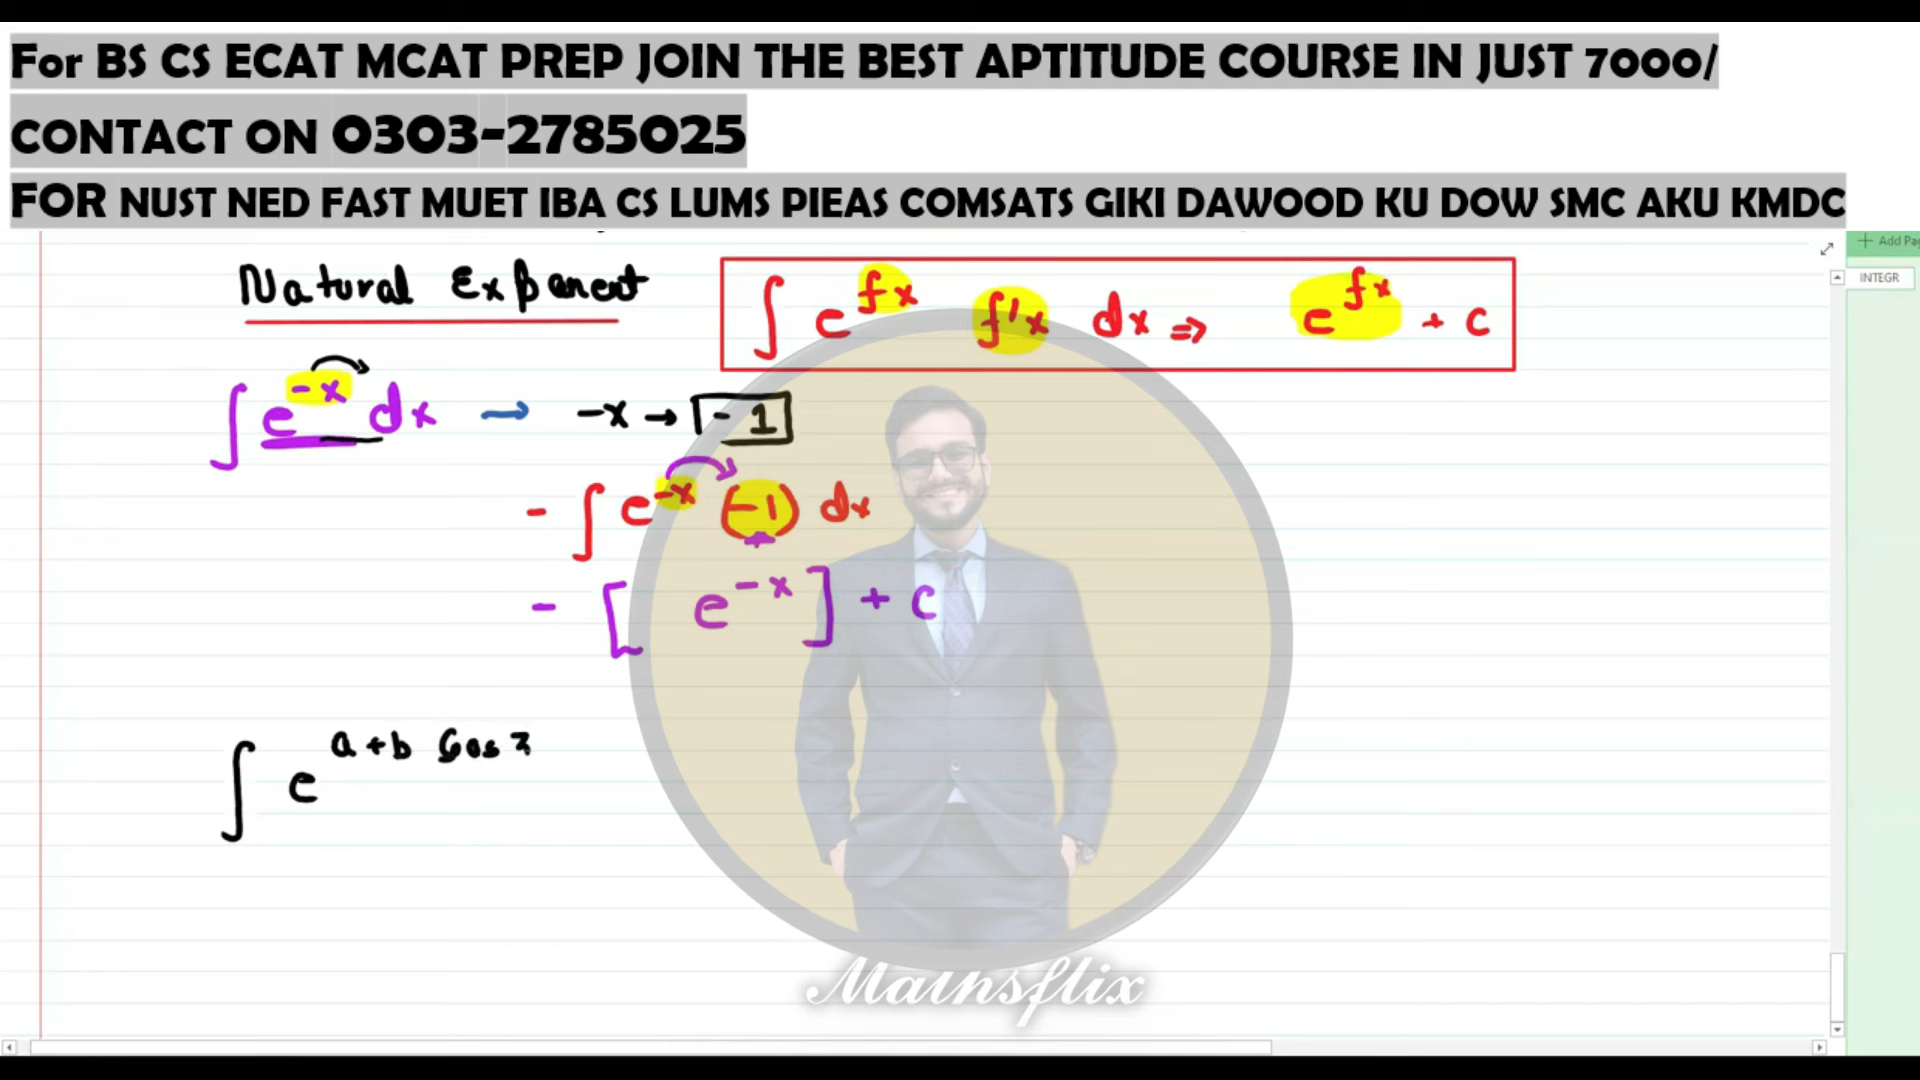 For BS CS ECAT MCAT PREP JOIN THE BEST APTITUDE COURSE IN JUST 7000/
CONTACT ON 0303-2785025
FOR NUST NED FAST MUET IBA CS LUMS PIEAS COMSATS GIKI DAWOOD KU DOW SMC AKU KMDC
+ Add Pag
INTEGR
Natural Exponent
∫ e^fx f'x dx ⇒ e^fx + c
∫ e^-x dx → -x → -1
- ∫ e^-x (-1) dx
- [ e^-x ] + c
∫ e^a+b Cos x
Mainsflix